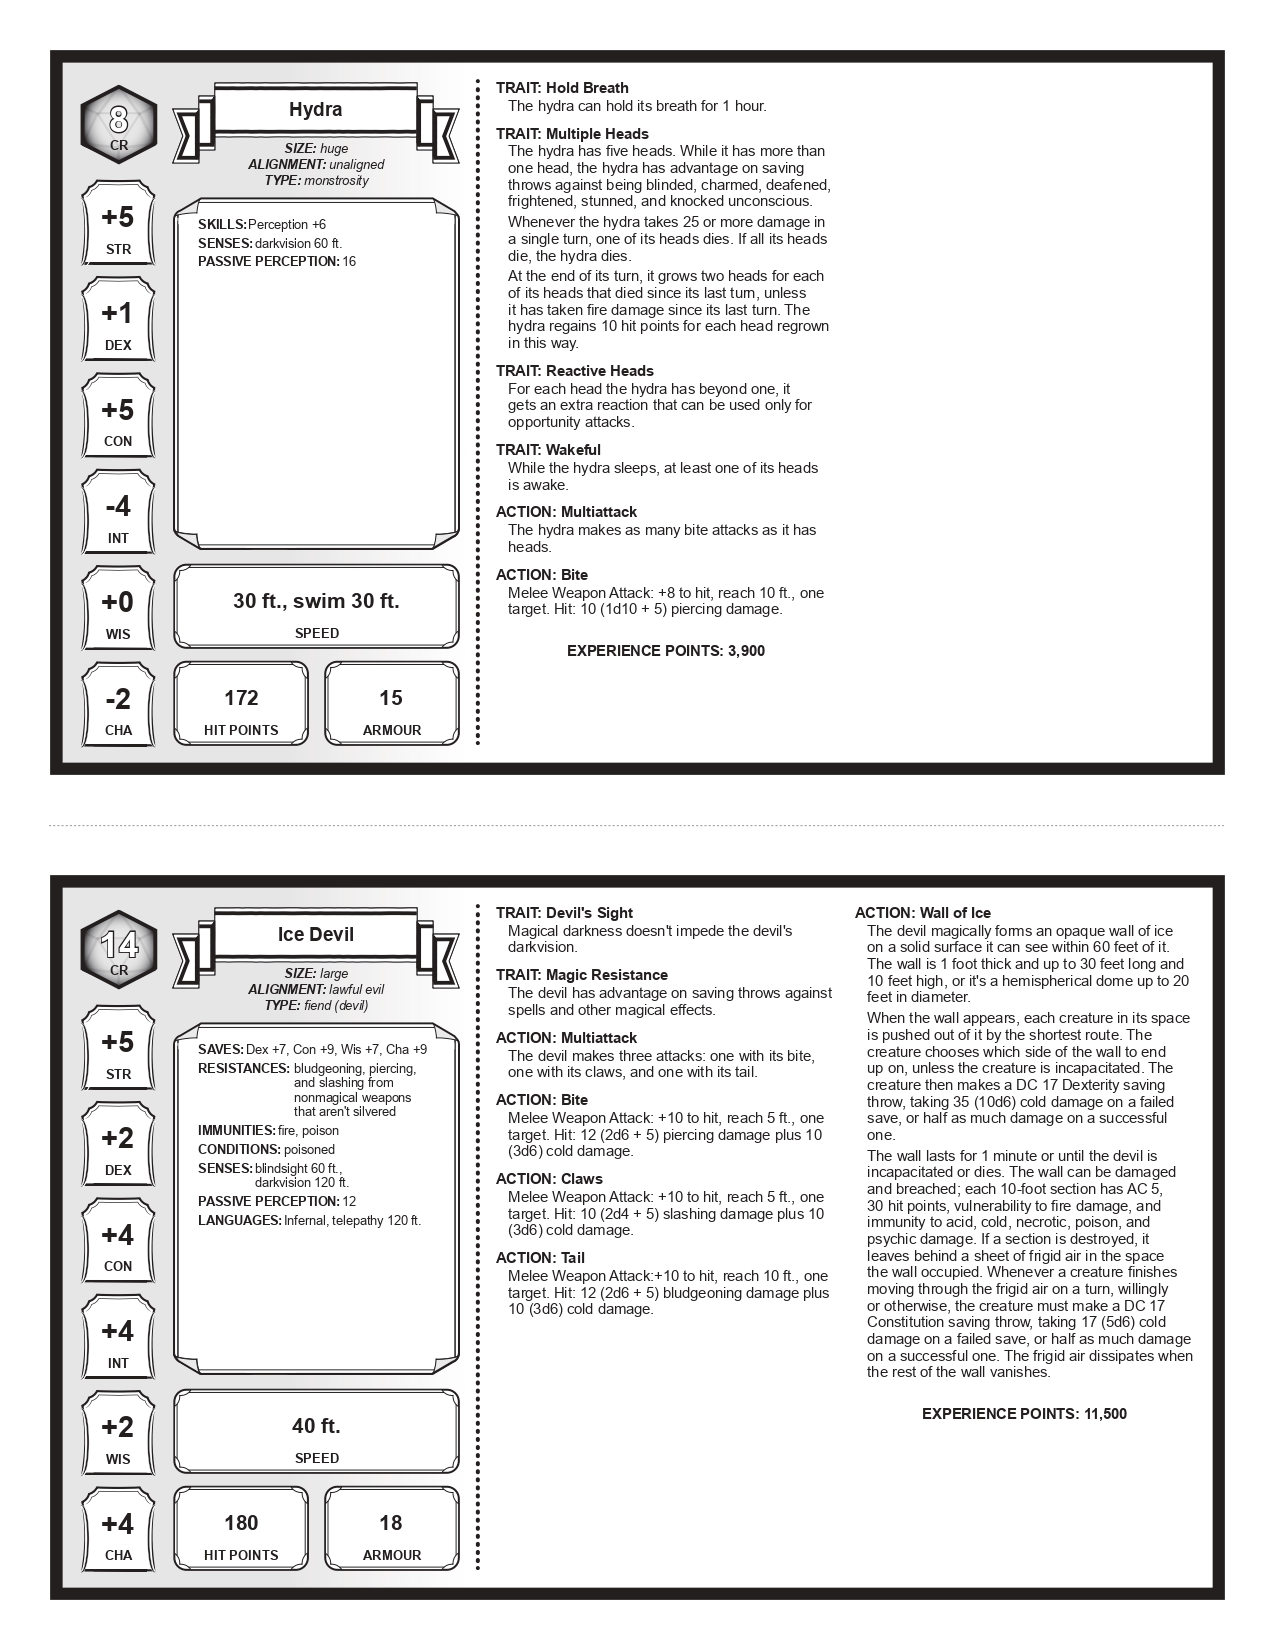 8
CR
Hydra
SIZE: huge
ALIGNMENT: unaligned
TYPE: monstrosity
+5
STR
+1
DEX
+5
CON
-4
INT
+0
WIS
-2
CHA
SKILLS: Perception +6
SENSES: darkvision 60 ft.
PASSIVE PERCEPTION: 16
30 ft., swim 30 ft.
SPEED
172
HIT POINTS
15
ARMOUR
TRAIT: Hold Breath
The hydra can hold its breath for 1 hour.
TRAIT: Multiple Heads
The hydra has five heads. While it has more than
one head, the hydra has advantage on saving
throws against being blinded, charmed, deafened,
frightened, stunned, and knocked unconscious.
Whenever the hydra takes 25 or more damage in
a single turn, one of its heads dies. If all its heads
die, the hydra dies.
At the end of its turn, it grows two heads for each
of its heads that died since its last turn, unless
it has taken fire damage since its last turn. The
hydra regains 10 hit points for each head regrown
in this way.
TRAIT: Reactive Heads
For each head the hydra has beyond one, it
gets an extra reaction that can be used only for
opportunity attacks.
TRAIT: Wakeful
While the hydra sleeps, at least one of its heads
is awake.
ACTION: Multiattack
The hydra makes as many bite attacks as it has
heads.
ACTION: Bite
Melee Weapon Attack: +8 to hit, reach 10 ft., one
target. Hit: 10 (1d10 + 5) piercing damage.
EXPERIENCE POINTS: 3,900
14
CR
Ice Devil
SIZE: large
ALIGNMENT: lawful evil
TYPE: fiend (devil)
+5
STR
+2
DEX
+4
CON
+4
INT
+2
WIS
+4
CHA
SAVES: Dex +7, Con +9, Wis +7, Cha +9
RESISTANCES: bludgeoning, piercing,
and slashing from
nonmagical weapons
that aren't silvered
IMMUNITIES: fire, poison
CONDITIONS: poisoned
SENSES: blindsight 60 ft.,
darkvision 120 ft.
PASSIVE PERCEPTION: 12
LANGUAGES: Infernal, telepathy 120 ft.
40 ft.
SPEED
180
HIT POINTS
18
ARMOUR
TRAIT: Devil's Sight
Magical darkness doesn't impede the devil's
darkvision.
TRAIT: Magic Resistance
The devil has advantage on saving throws against
spells and other magical effects.
ACTION: Multiattack
The devil makes three attacks: one with its bite,
one with its claws, and one with its tail.
ACTION: Bite
Melee Weapon Attack: +10 to hit, reach 5 ft., one
target. Hit: 12 (2d6 + 5) piercing damage plus 10
(3d6) cold damage.
ACTION: Claws
Melee Weapon Attack: +10 to hit, reach 5 ft., one
target. Hit: 10 (2d4 + 5) slashing damage plus 10
(3d6) cold damage.
ACTION: Tail
Melee Weapon Attack:+10 to hit, reach 10 ft., one
target. Hit: 12 (2d6 + 5) bludgeoning damage plus
10 (3d6) cold damage.
ACTION: Wall of Ice
The devil magically forms an opaque wall of ice
on a solid surface it can see within 60 feet of it.
The wall is 1 foot thick and up to 30 feet long and
10 feet high, or it's a hemispherical dome up to 20
feet in diameter.
When the wall appears, each creature in its space
is pushed out of it by the shortest route. The
creature chooses which side of the wall to end
up on, unless the creature is incapacitated. The
creature then makes a DC 17 Dexterity saving
throw, taking 35 (10d6) cold damage on a failed
save, or half as much damage on a successful
one.
The wall lasts for 1 minute or until the devil is
incapacitated or dies. The wall can be damaged
and breached; each 10-foot section has AC 5,
30 hit points, vulnerability to fire damage, and
immunity to acid, cold, necrotic, poison, and
psychic damage. If a section is destroyed, it
leaves behind a sheet of frigid air in the space
the wall occupied. Whenever a creature finishes
moving through the frigid air on a turn, willingly
or otherwise, the creature must make a DC 17
Constitution saving throw, taking 17 (5d6) cold
damage on a failed save, or half as much damage
on a successful one. The frigid air dissipates when
the rest of the wall vanishes.
EXPERIENCE POINTS: 11,500